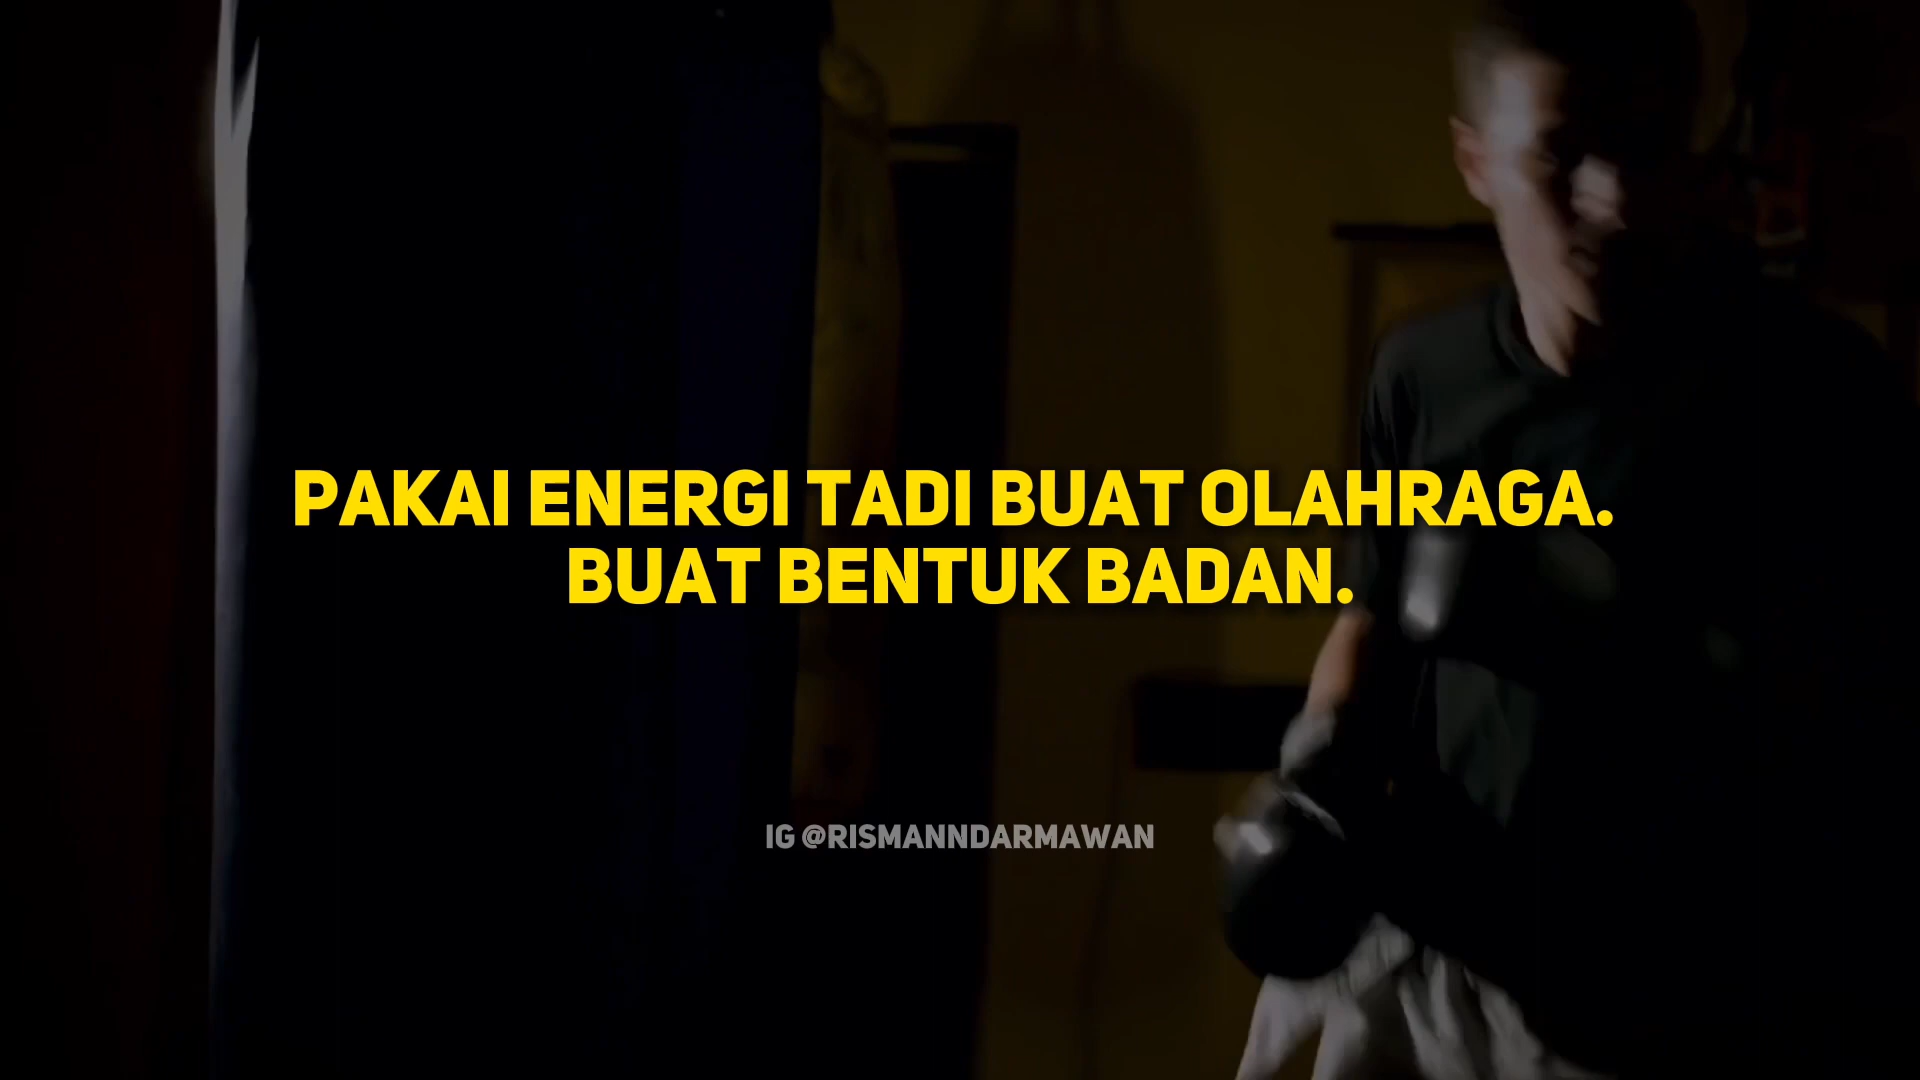 PAKAI ENERGI TADI BUAT OLAHRAGA.
BUAT BENTUK BADAN.
IG @RISMANNDARMAWAN